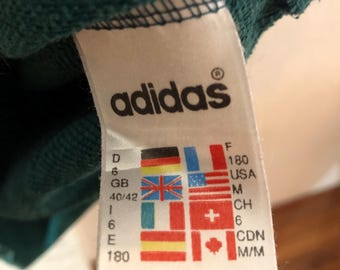 adidas®
D F
6 180
GB USA
40/42 M
I CH
6 6
E CDN
180 M/M